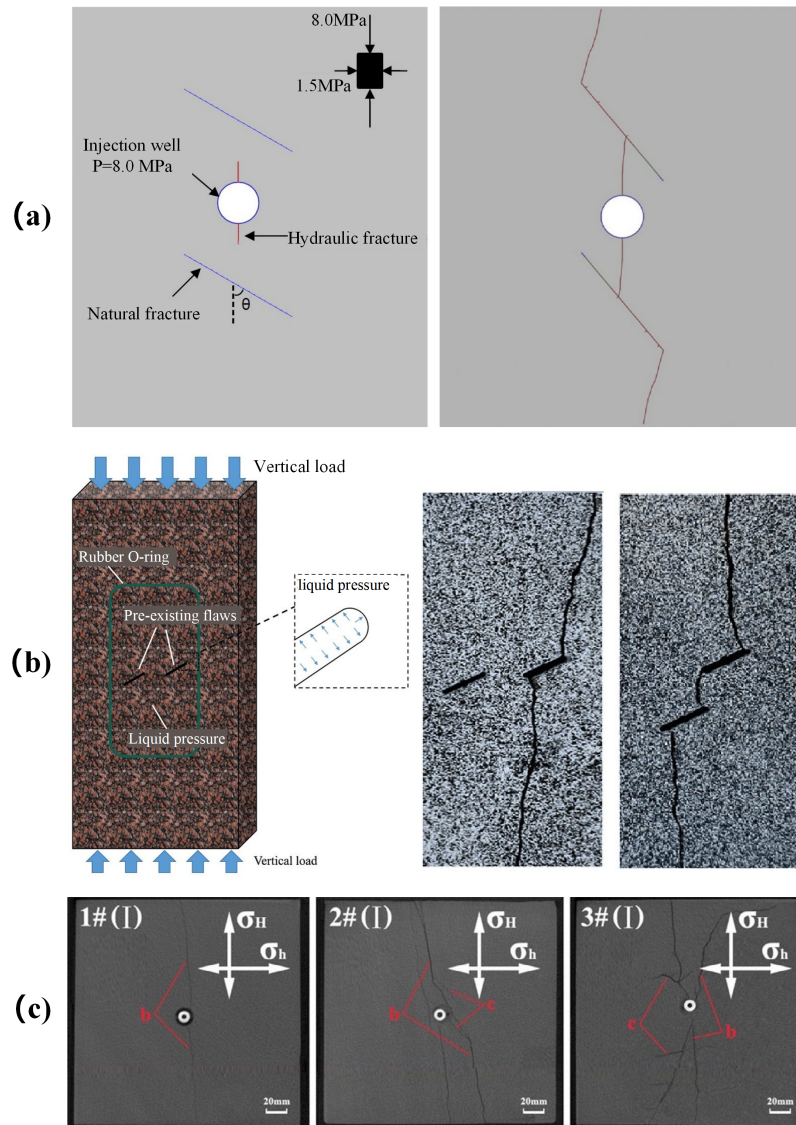 (a)
8.0MPa
1.5MPa
Injection well
P=8.0 MPa
Hydraulic fracture
Natural fracture
θ
(b)
Vertical load
Rubber O-ring
liquid pressure
Pre-existing flaws
Liquid pressure
Vertical load
(c)
1#(I)
σH
σh
b
20mm
2#(I)
σH
σh
c
b
20mm
3#(I)
σH
σh
c
b
20mm